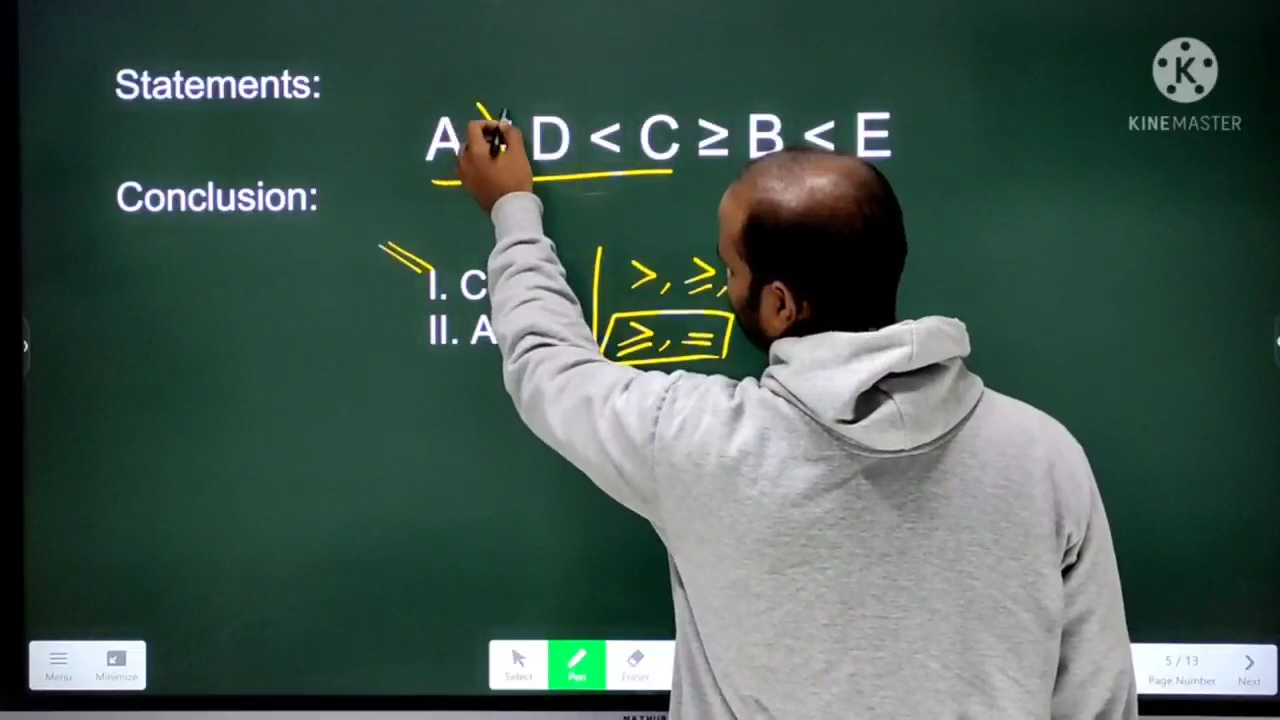 Statements:
A D < C ≥ B < E
Conclusion:
I. C
II. A
>, ≥,
≥, =
K
KINEMASTER
Menu
Minimize
Select
Pen
Eraser
5 / 13
Page Number
Next